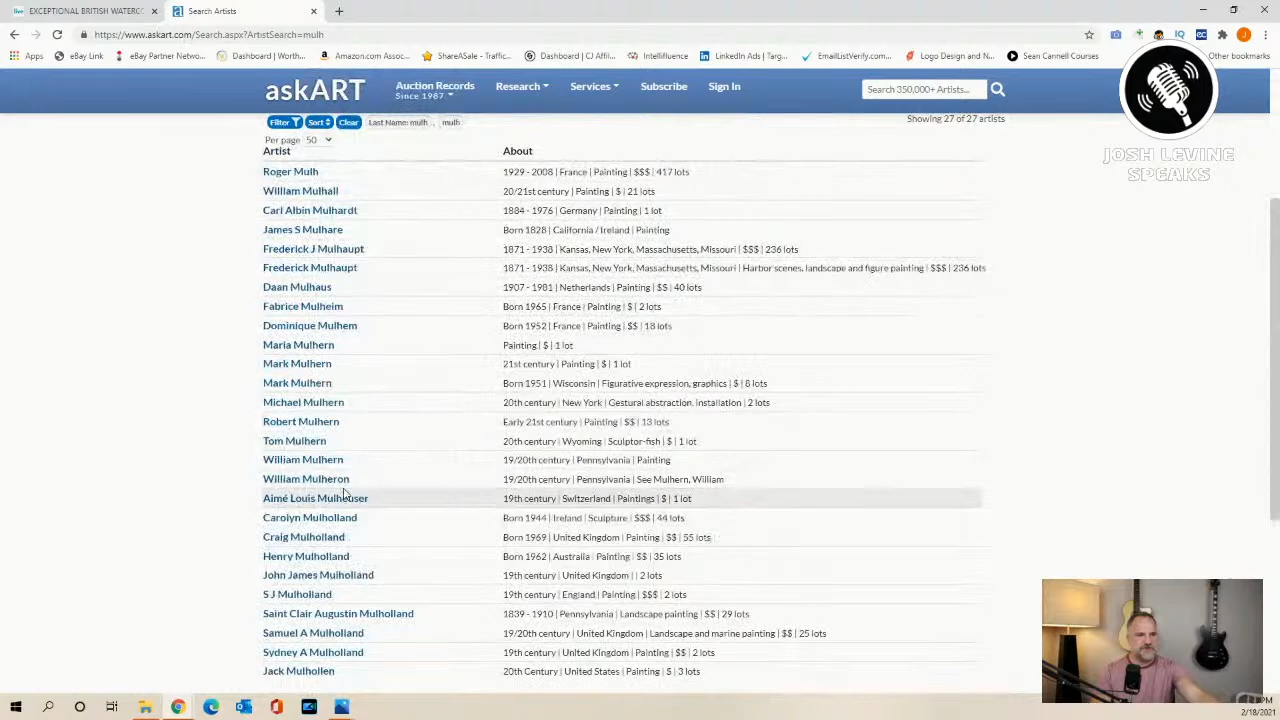 EXCEPTIONAL BRITISH WATERCO
Search Artists
https://www.askart.com/Search.aspx?ArtistSearch=mulh
Apps
eBay Link
eBay Partner Networ...
Dashboard | Worth...
Amazon.com Assoc...
ShareASale - Traffic...
Dashboard | CJ Affil...
Intellifluence
LinkedIn Ads | Targ...
EmailListVerify.com...
Logo Design and N...
Sean Cannell Courses
Other bookmarks
askART
Auction Records
Since 1987
Research
Services
Subscribe
Sign In
Search 350,000+ Artists...
JOSH LEVINE
SPEAKS
Filter
Sort
Clear
Last Name: mulh
mulh
Showing 27 of 27 artists
Per page 50
Artist About
Roger Mulh 1929 - 2008 | France | Painting | $$$ | 417 lots
William Mulhall 20/21st century | Painting | $ | 21 lots
Carl Albin Mulhardt 1884 - 1976 | Germany | Painting | 1 lot
James S Mulhare Born 1828 | California / Ireland | Painting
Frederick J Mulhaupt 1871 - 1938 | Kansas, New York, Massachusetts, Missouri | $$$ | 236 lots
Frederick Mulhaupt 1871 - 1938 | Kansas, New York, Massachusetts, Missouri | Harbor scenes, landscape and figure painting | $$$ | 236 lots
Daan Mulhaus 1907 - 1981 | Netherlands | Painting | $$ | 40 lots
Fabrice Mulheim Born 1965 | France | Painting | $ | 2 lots
Dominique Mulhem Born 1952 | France | Painting | $$ | 18 lots
Maria Mulhern Painting | $ | 1 lot
Mark Mulhern 21st century | Painting | $ | 1 lot
Mark Mulhern Born 1951 | Wisconsin | Figurative expression, graphics | $ | 8 lots
Michael Mulhern 20th century | New York | Gestural abstraction, installation | 2 lots
Robert Mulhern Early 21st century | Painting | $$ | 13 lots
Tom Mulhern 20th century | Wyoming | Sculptor-fish | $ | 1 lot
William Mulhern 19/20th century | Pennsylvania | Painting
William Mulheron 19/20th century | Pennsylvania | See Mulhern, William
Aimé Louis Mulheuser 19th century | Switzerland | Paintings | $ | 1 lot
Carolyn Mulholland Born 1944 | Ireland | Sculpture | $$$ | 44 lots
Craig Mulholland Born 1969 | United Kingdom | Painting | $$ | 55 lots
Henry Mulholland Born 1962 | Australia | Painting | $$ | 35 lots
John James Mulholland 19th century | United Kingdom | | 2 lots
S J Mulholland 19th century | England | Painting | $$$ | 2 lots
Saint Clair Augustin Mulholland 1839 - 1910 | Pennsylvania | Landscape painting | $$ | 29 lots
Samuel A Mulholland 19/20th century | United Kingdom | Landscape and marine painting | $$ | 25 lots
Sydney A Mulholland 19th century | United Kingdom | Painting | $$ | 2 lots
Jack Mulhollen 20th Century | United States | Painting | $ | 3 lots
PM
2/18/2021